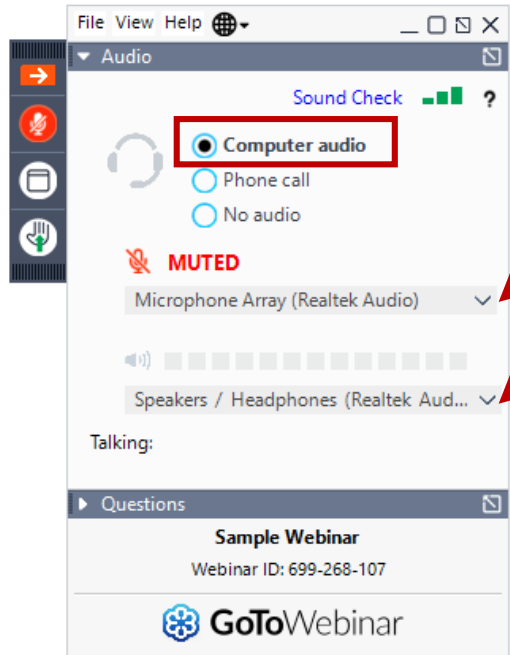 File View Help
Audio
Sound Check ?
Computer audio
Phone call
No audio
MUTED
Microphone Array (Realtek Audio)
Speakers / Headphones (Realtek Aud...
Talking:
Questions
Sample Webinar
Webinar ID: 699-268-107
GoToWebinar